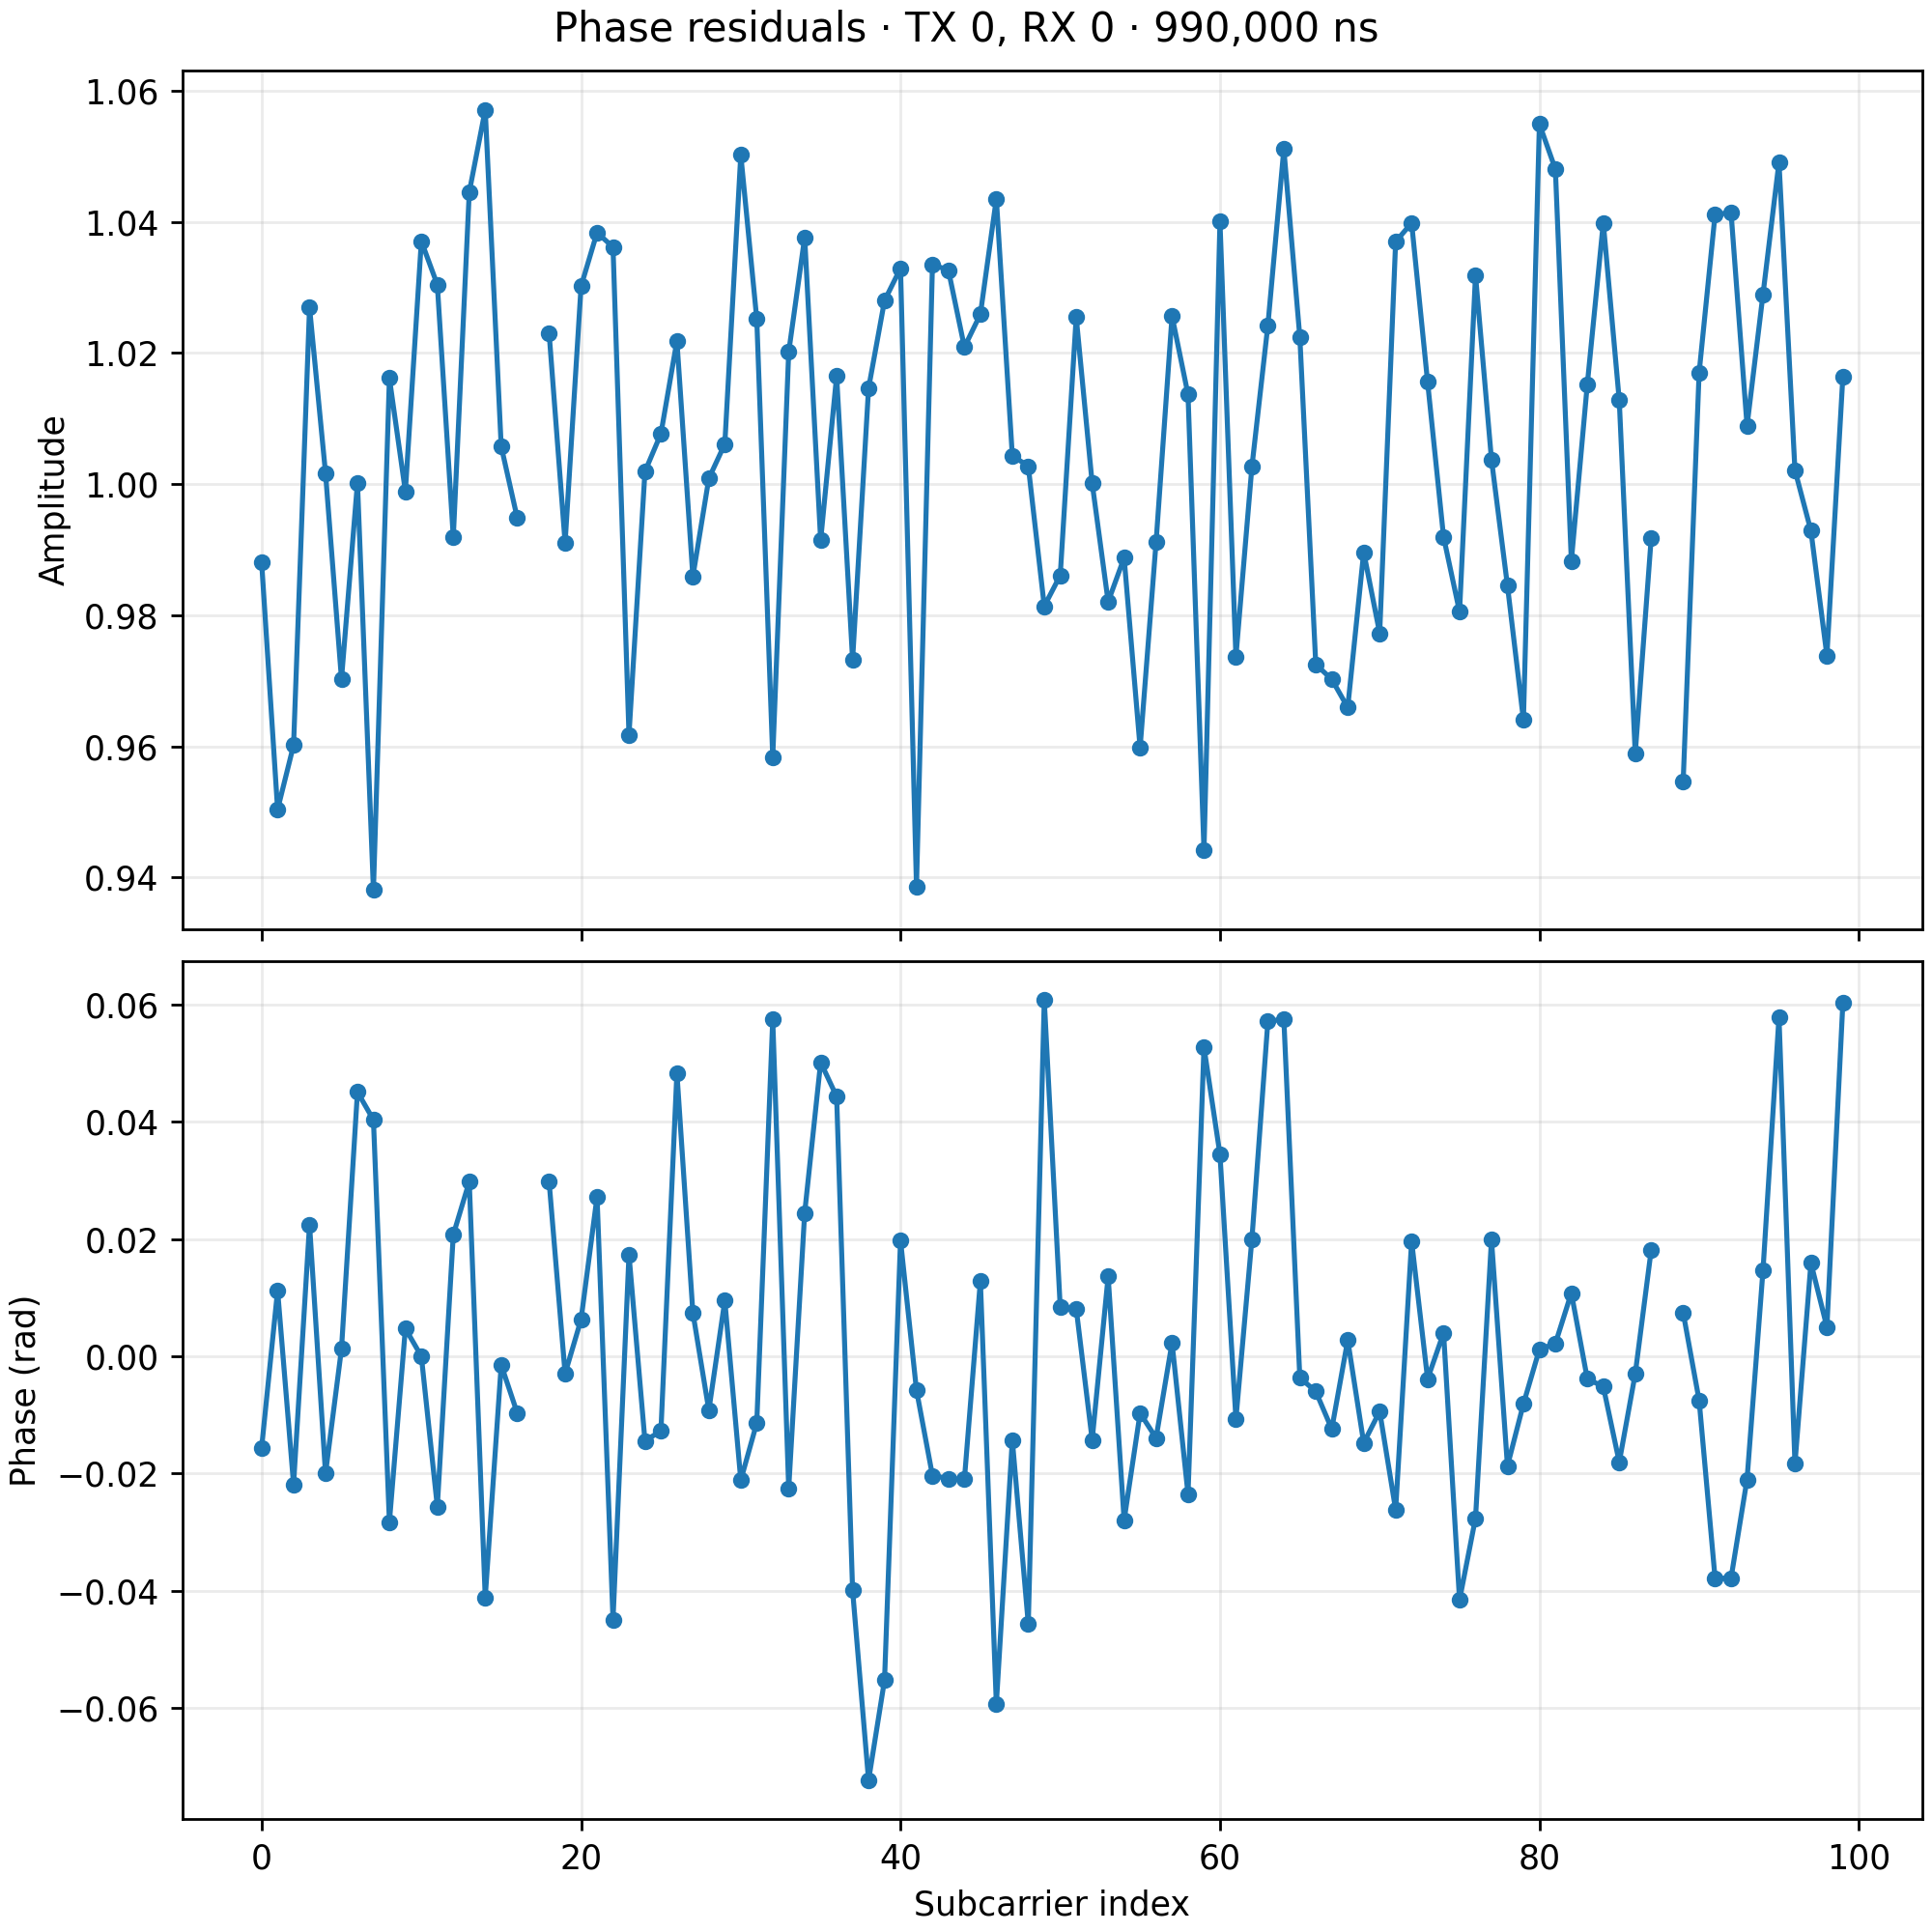 Phase residuals · TX 0, RX 0 · 990,000 ns
Amplitude
1.06
1.04
1.02
1.00
0.98
0.96
0.94
Phase (rad)
0.06
0.04
0.02
0.00
−0.02
−0.04
−0.06
0 20 40 60 80 100
Subcarrier index